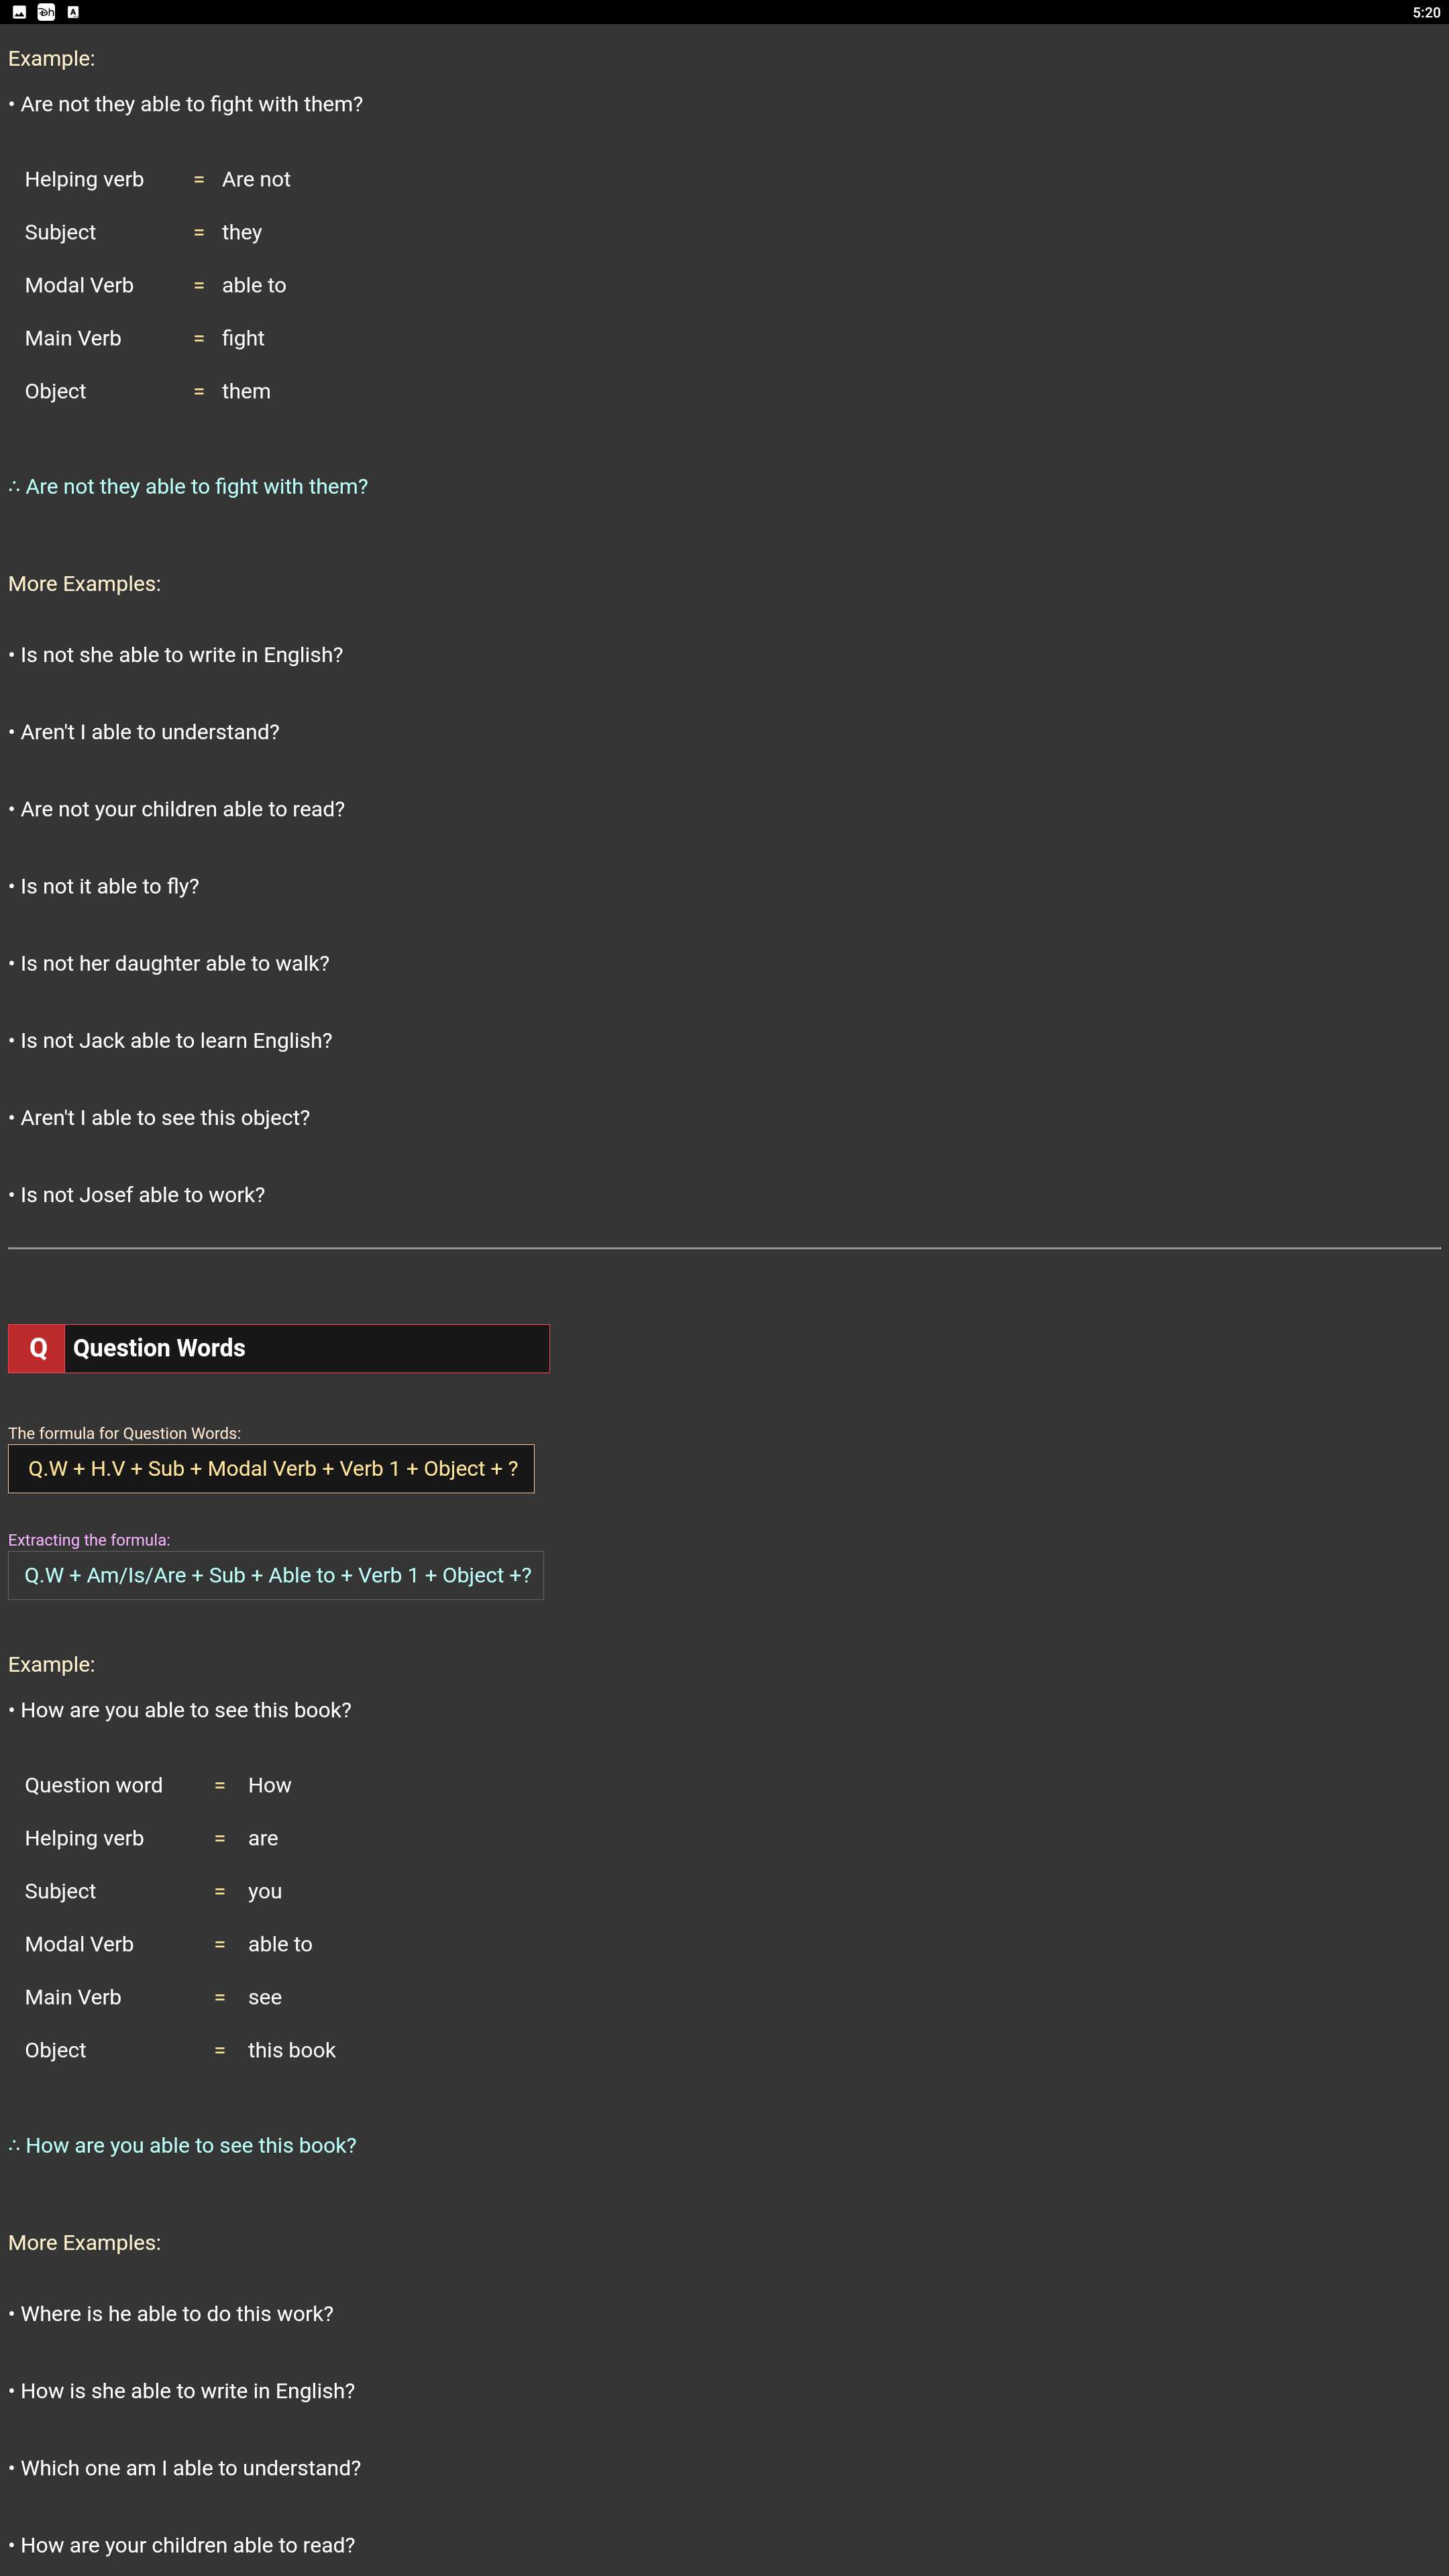 5:20
Example:
• Are not they able to fight with them?
Helping verb = Are not
Subject = they
Modal Verb = able to
Main Verb = fight
Object = them
∴ Are not they able to fight with them?
More Examples:
• Is not she able to write in English?
• Aren't I able to understand?
• Are not your children able to read?
• Is not it able to fly?
• Is not her daughter able to walk?
• Is not Jack able to learn English?
• Aren't I able to see this object?
• Is not Josef able to work?
Q Question Words
The formula for Question Words:
Q.W + H.V + Sub + Modal Verb + Verb 1 + Object + ?
Extracting the formula:
Q.W + Am/Is/Are + Sub + Able to + Verb 1 + Object +?
Example:
• How are you able to see this book?
Question word = How
Helping verb = are
Subject = you
Modal Verb = able to
Main Verb = see
Object = this book
∴ How are you able to see this book?
More Examples:
• Where is he able to do this work?
• How is she able to write in English?
• Which one am I able to understand?
• How are your children able to read?